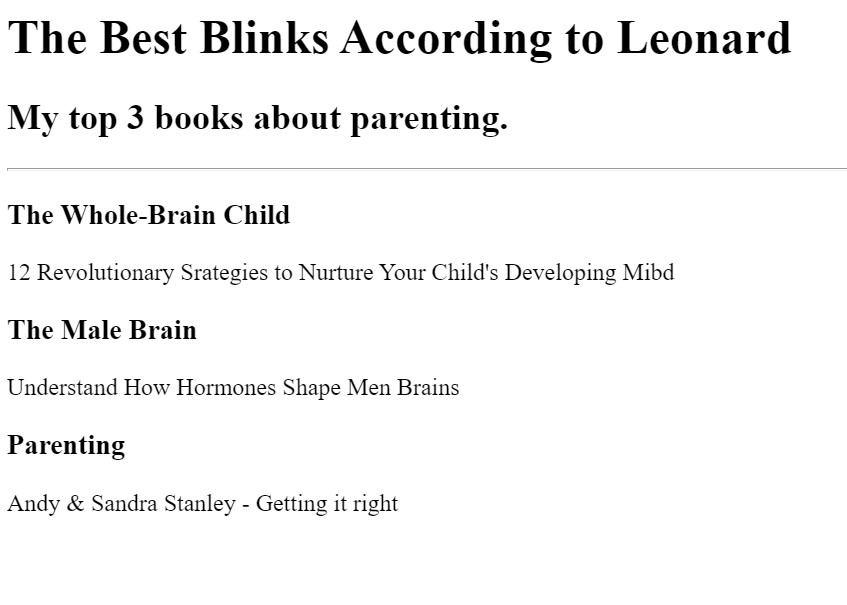 The Best Blinks According to Leonard
My top 3 books about parenting.
The Whole-Brain Child
12 Revolutionary Srategies to Nurture Your Child's Developing Mibd
The Male Brain
Understand How Hormones Shape Men Brains
Parenting
Andy & Sandra Stanley - Getting it right